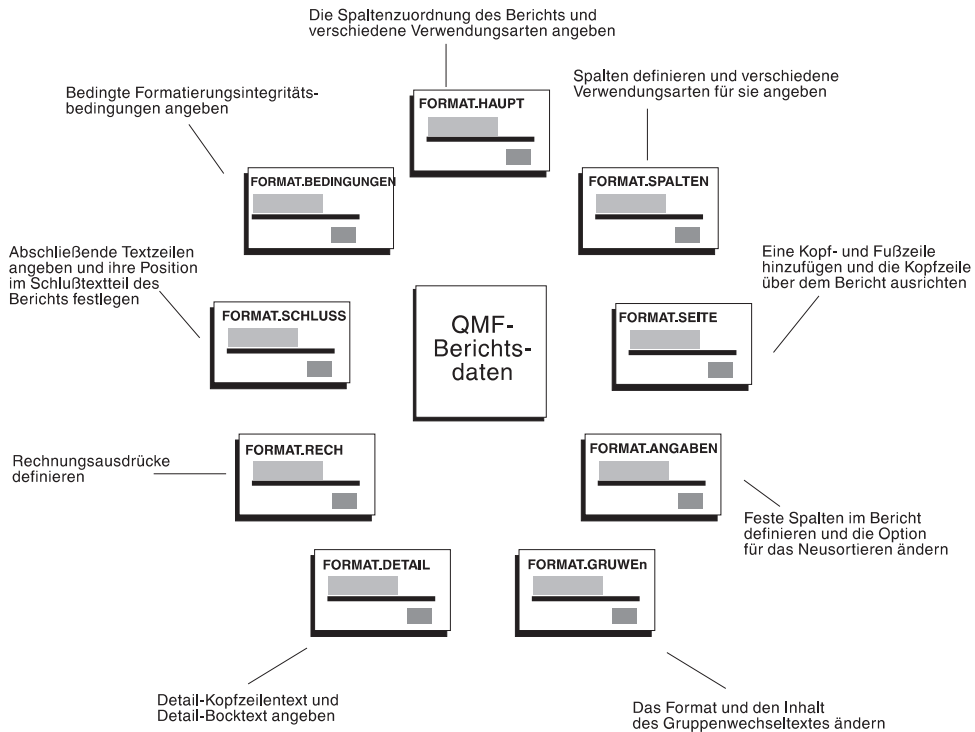 Die Spaltenzuordnung des Berichts und
verschiedene Verwendungsarten angeben
Bedingte Formatierungsintegritäts-
bedingungen angeben
FORMAT.HAUPT
Spalten definieren und verschiedene
Verwendungsarten für sie angeben
FORMAT.BEDINGUNGEN
FORMAT.SPALTEN
Abschließende Textzeilen
angeben und ihre Position
im Schlußtextteil des
Berichts festlegen
Eine Kopf- und Fußzeile
hinzufügen und die Kopfzeile
über dem Bericht ausrichten
FORMAT.SCHLUSS
QMF-
Berichts-
daten
FORMAT.SEITE
Rechnungsausdrücke
definieren
FORMAT.RECH
FORMAT.ANGABEN
Feste Spalten im Bericht
definieren und die Option
für das Neusortieren ändern
FORMAT.DETAIL
FORMAT.GRUWEn
Detail-Kopfzeilentext und
Detail-Bocktext angeben
Das Format und den Inhalt
des Gruppenwechseltextes ändern